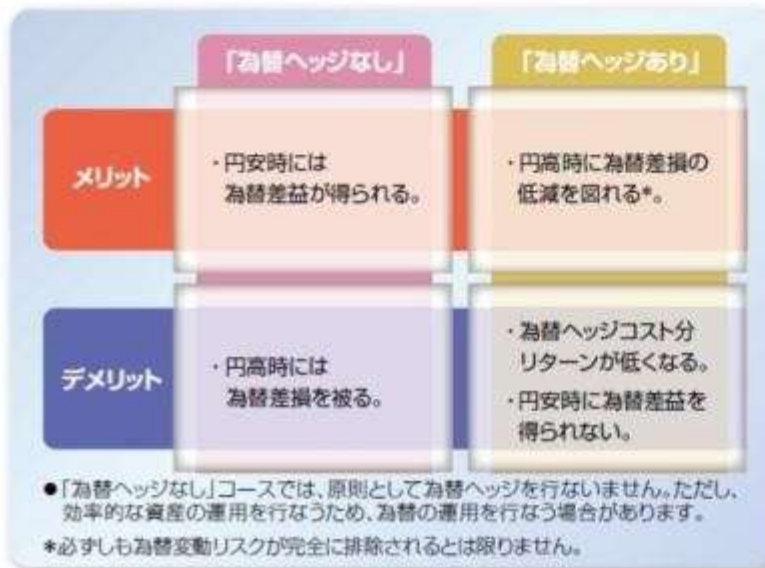 「為替ヘッジなし」
「為替ヘッジあり」
メリット
・円安時には
為替差益が得られる。
・円高時に為替差損の
低減を図れる*。
デメリット
・円高時には
為替差損を被る。
・為替ヘッジコスト分
リターンが低くなる。
・円安時に為替差益を
得られない。
●「為替ヘッジなし」コースでは、原則として為替ヘッジを行ないません。ただし、
効率的な資産の運用を行なうため、為替の運用を行なう場合があります。
*必ずしも為替変動リスクが完全に排除されるとは限りません。